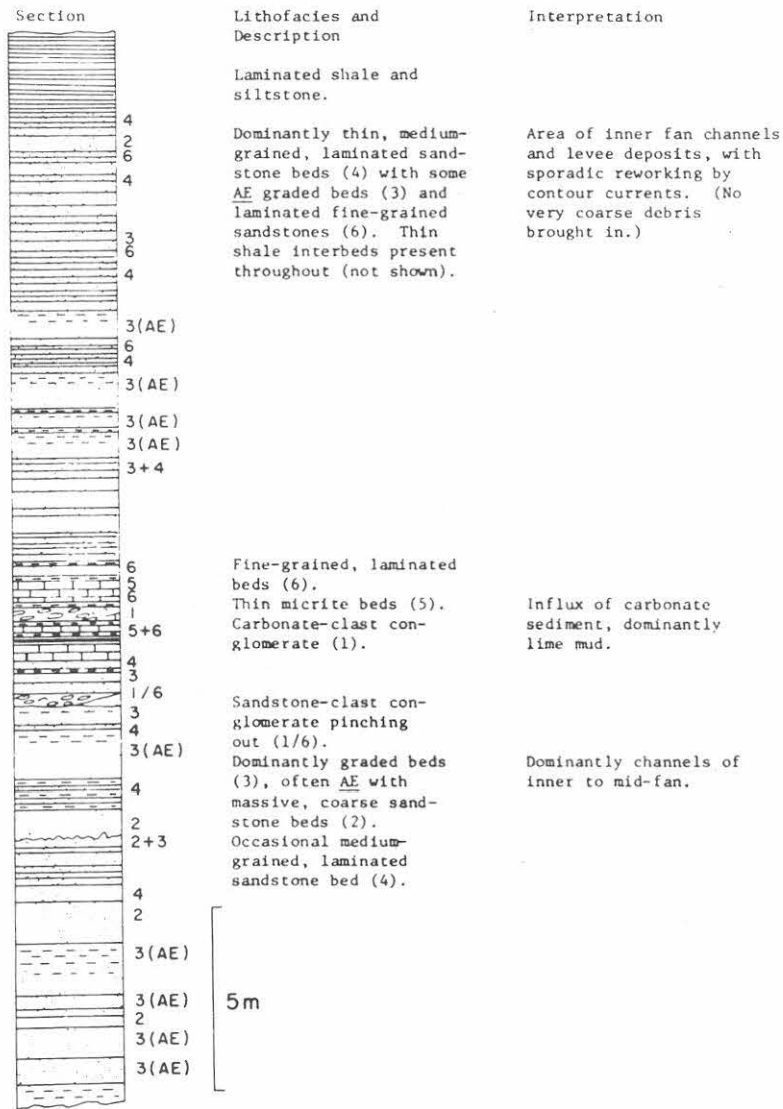 Section
Lithofacies and
Description
Interpretation
Laminated shale and
siltstone.
Dominantly thin, medium-
grained, laminated sand-
stone beds (4) with some
AE graded beds (3) and
laminated fine-grained
sandstones (6). Thin
shale interbeds present
throughout (not shown).
Area of inner fan channels
and levee deposits, with
sporadic reworking by
contour currents. (No
very coarse debris
brought in.)
4
2
6
4
3
6
4
3(AE)
6
4
3(AE)
3(AE)
3(AE)
3+4
6
5
6
1
5+6
4
3
1/6
3
4
3(AE)
4
2
2+3
4
2
3(AE)
3(AE)
2
3(AE)
3(AE)
Fine-grained, laminated
beds (6).
Thin micrite beds (5).
Carbonate-clast con-
glomerate (1).
Influx of carbonate
sediment, dominantly
lime mud.
Sandstone-clast con-
glomerate pinching
out (1/6).
Dominantly graded beds
(3), often AE with
massive, coarse sand-
stone beds (2).
Occasional medium-
grained, laminated
sandstone bed (4).
Dominantly channels of
inner to mid-fan.
5m